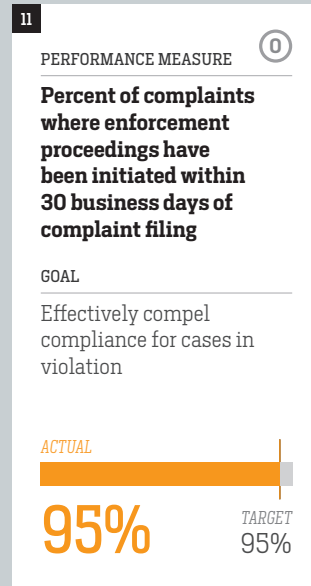 11
PERFORMANCE MEASURE
O
Percent of complaints
where enforcement
proceedings have
been initiated within
30 business days of
complaint filing
GOAL
Effectively compel
compliance for cases in
violation
ACTUAL
95%
TARGET
95%